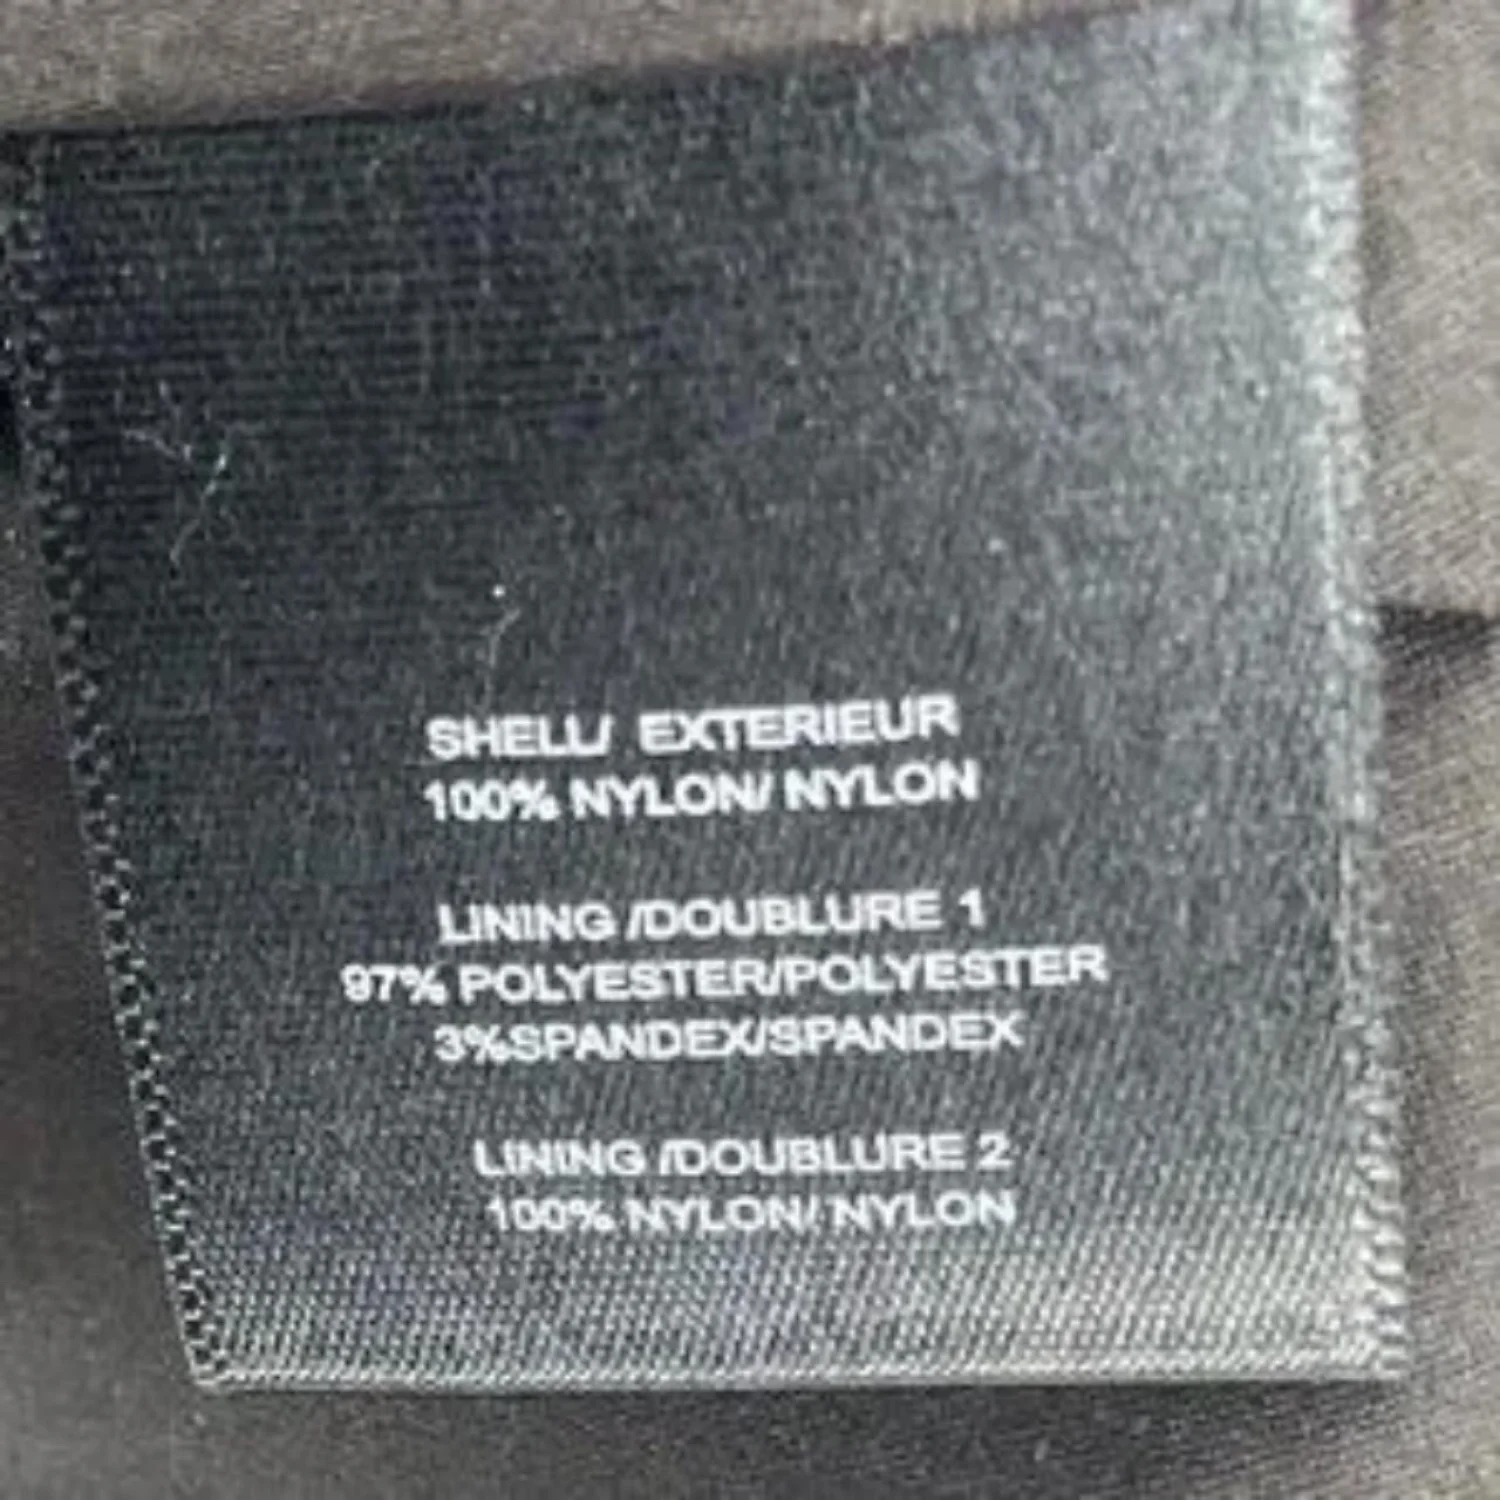 SHELL/ EXTERIEUR
100% NYLON/ NYLON
LINING /DOUBLURE 1
97% POLYESTER/POLYESTER
3%SPANDEX/SPANDEX
LINING /DOUBLURE 2
100% NYLON/ NYLON